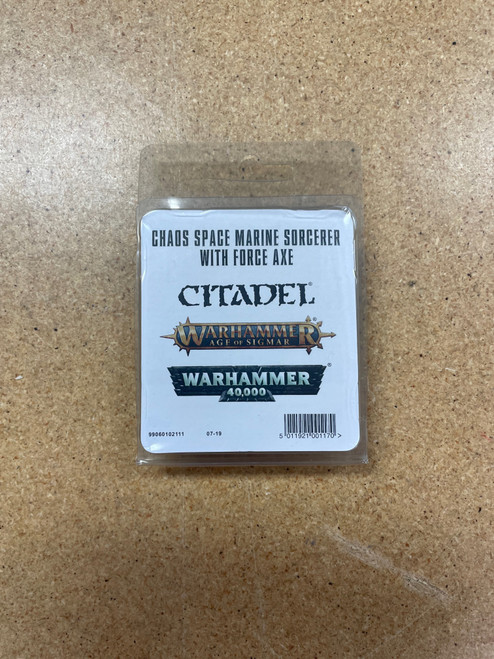 CHAOS SPACE MARINE SORCERER
WITH FORCE AXE
CITADEL®
WARHAMMER®
AGE OF SIGMAR
WARHAMMER®
40,000
99060102111 07-19 5 011921 001170 >